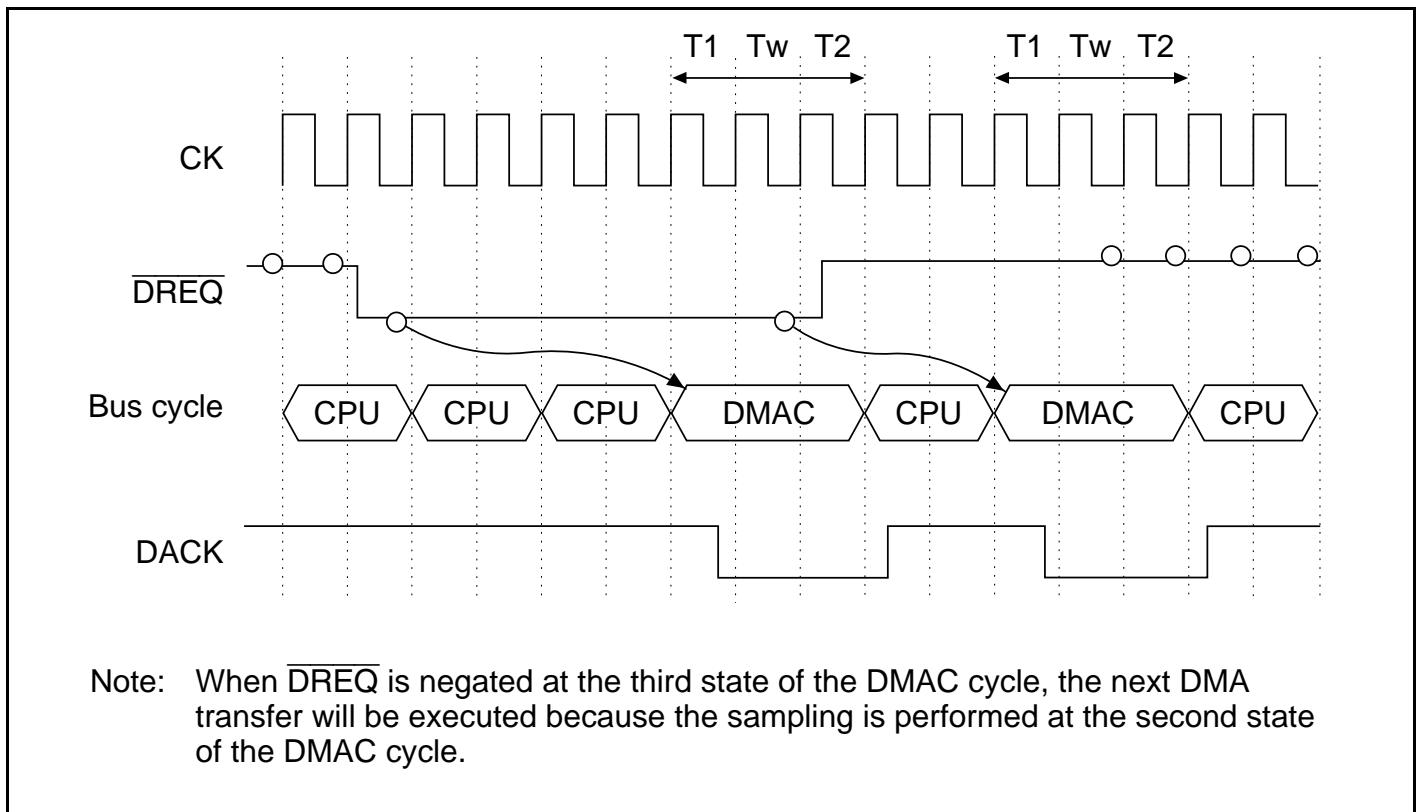 T1 Tw T2 T1 Tw T2
CK
DREQ
Bus cycle CPU CPU CPU DMAC CPU DMAC CPU
DACK
Note: When DREQ is negated at the third state of the DMAC cycle, the next DMA
transfer will be executed because the sampling is performed at the second state
of the DMAC cycle.